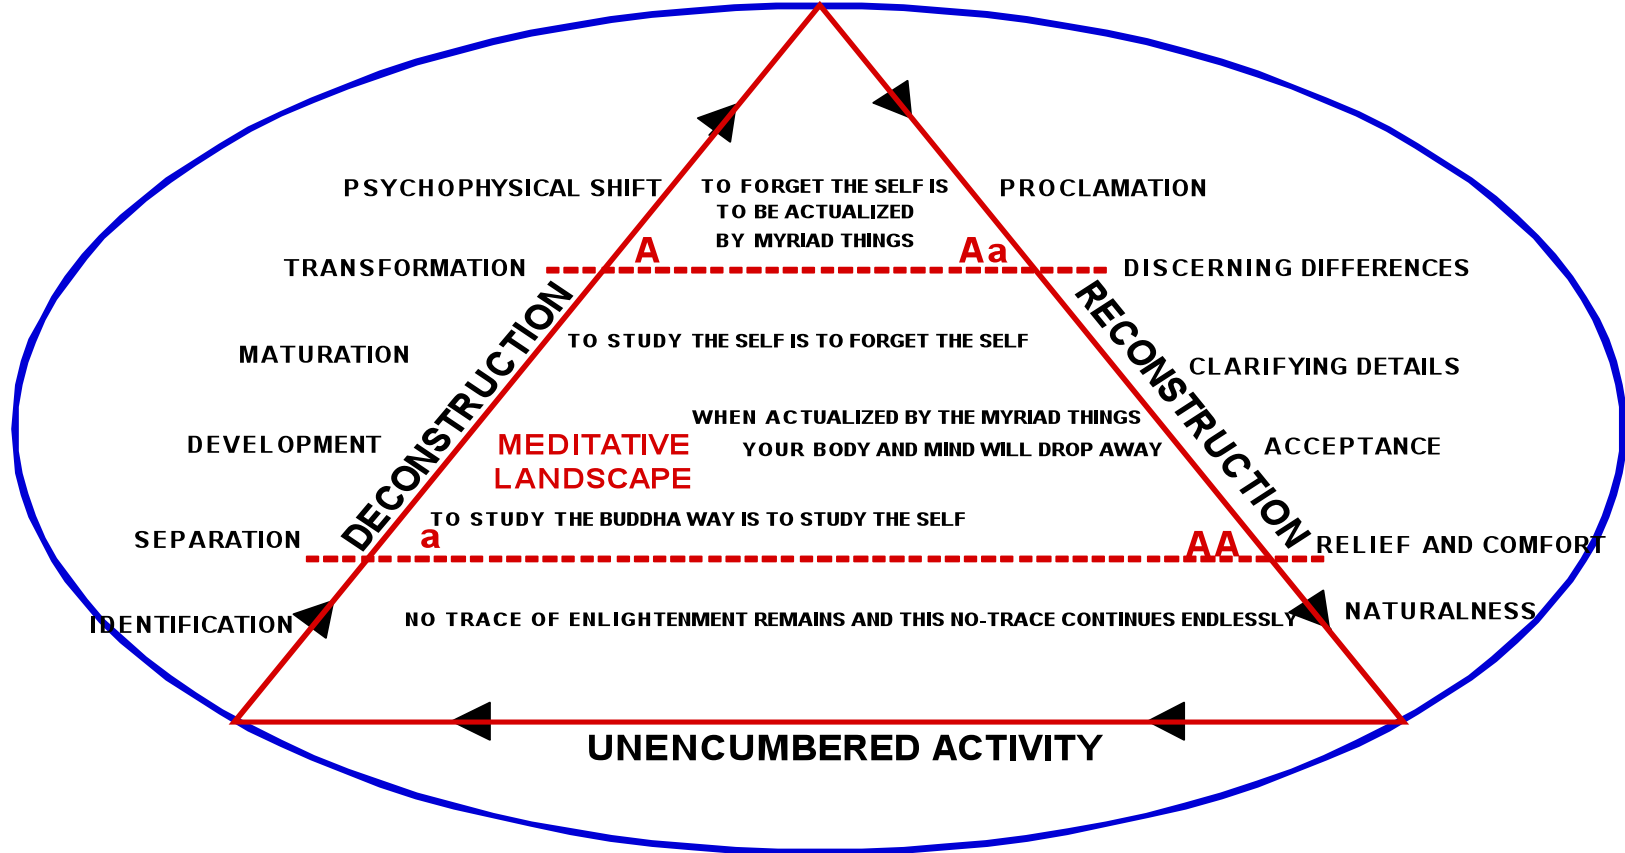 PSYCHOPHYSICAL SHIFT
TO FORGET THE SELF IS
TO BE ACTUALIZED
BY MYRIAD THINGS
PROCLAMATION
A
Aa
TRANSFORMATION
DISCERNING DIFFERENCES
DECONSTRUCTION
RECONSTRUCTION
TO STUDY THE SELF IS TO FORGET THE SELF
MATURATION
CLARIFYING DETAILS
WHEN ACTUALIZED BY THE MYRIAD THINGS
YOUR BODY AND MIND WILL DROP AWAY
DEVELOPMENT
MEDITATIVE
LANDSCAPE
ACCEPTANCE
TO STUDY THE BUDDHA WAY IS TO STUDY THE SELF
SEPARATION
a
AA
RELIEF AND COMFORT
IDENTIFICATION
NO TRACE OF ENLIGHTENMENT REMAINS AND THIS NO-TRACE CONTINUES ENDLESSLY
NATURALNESS
UNENCUMBERED ACTIVITY